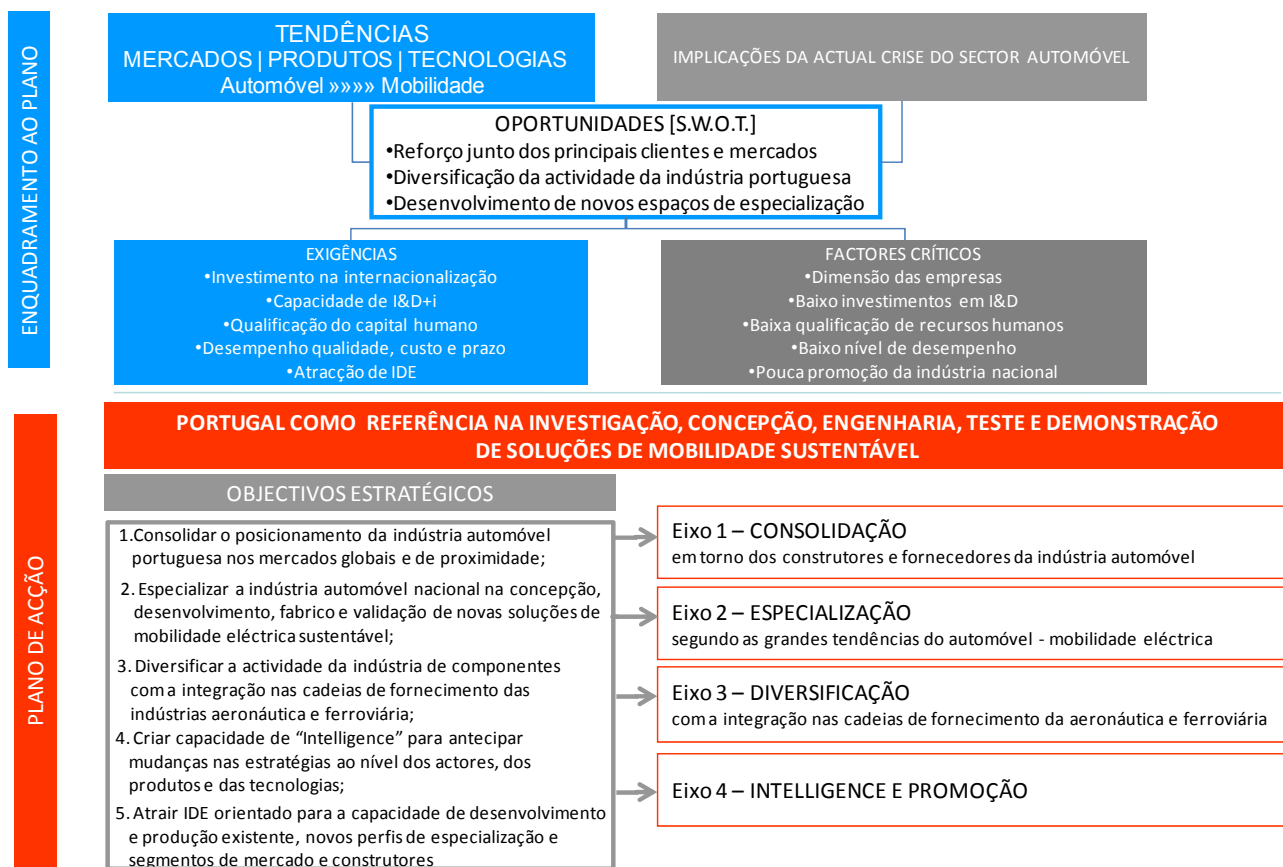 ENQUADRAMENTO AO PLANO
TENDÊNCIAS
MERCADOS | PRODUTOS | TECNOLOGIAS
Automóvel »»»» Mobilidade
IMPLICAÇÕES DA ACTUAL CRISE DO SECTOR AUTOMÓVEL
OPORTUNIDADES [S.W.O.T.]
•Reforço junto dos principais clientes e mercados
•Diversificação da actividade da indústria portuguesa
•Desenvolvimento de novos espaços de especialização
EXIGÊNCIAS
•Investimento na internacionalização
•Capacidade de I&D+i
•Qualificação do capital humano
•Desempenho qualidade, custo e prazo
•Atracção de IDE
FACTORES CRÍTICOS
•Dimensão das empresas
•Baixo investimentos em I&D
•Baixa qualificação de recursos humanos
•Baixo nível de desempenho
•Pouca promoção da indústria nacional
PLANO DE ACÇÃO
PORTUGAL COMO REFERÊNCIA NA INVESTIGAÇÃO, CONCEPÇÃO, ENGENHARIA, TESTE E DEMONSTRAÇÃO
DE SOLUÇÕES DE MOBILIDADE SUSTENTÁVEL
OBJECTIVOS ESTRATÉGICOS
1.Consolidar o posicionamento da indústria automóvel
portuguesa nos mercados globais e de proximidade;
2. Especializar a indústria automóvel nacional na concepção,
desenvolvimento, fabrico e validação de novas soluções de
mobilidade eléctrica sustentável;
3. Diversificar a actividade da indústria de componentes
com a integração nas cadeias de fornecimento das
indústrias aeronáutica e ferroviária;
4. Criar capacidade de “Intelligence” para antecipar
mudanças nas estratégias ao nível dos actores, dos
produtos e das tecnologias;
5. Atrair IDE orientado para a capacidade de desenvolvimento
e produção existente, novos perfis de especialização e
segmentos de mercado e construtores
Eixo 1 – CONSOLIDAÇÃO
em torno dos construtores e fornecedores da indústria automóvel
Eixo 2 – ESPECIALIZAÇÃO
segundo as grandes tendências do automóvel - mobilidade eléctrica
Eixo 3 – DIVERSIFICAÇÃO
com a integração nas cadeias de fornecimento da aeronáutica e ferroviária
Eixo 4 – INTELLIGENCE E PROMOÇÃO